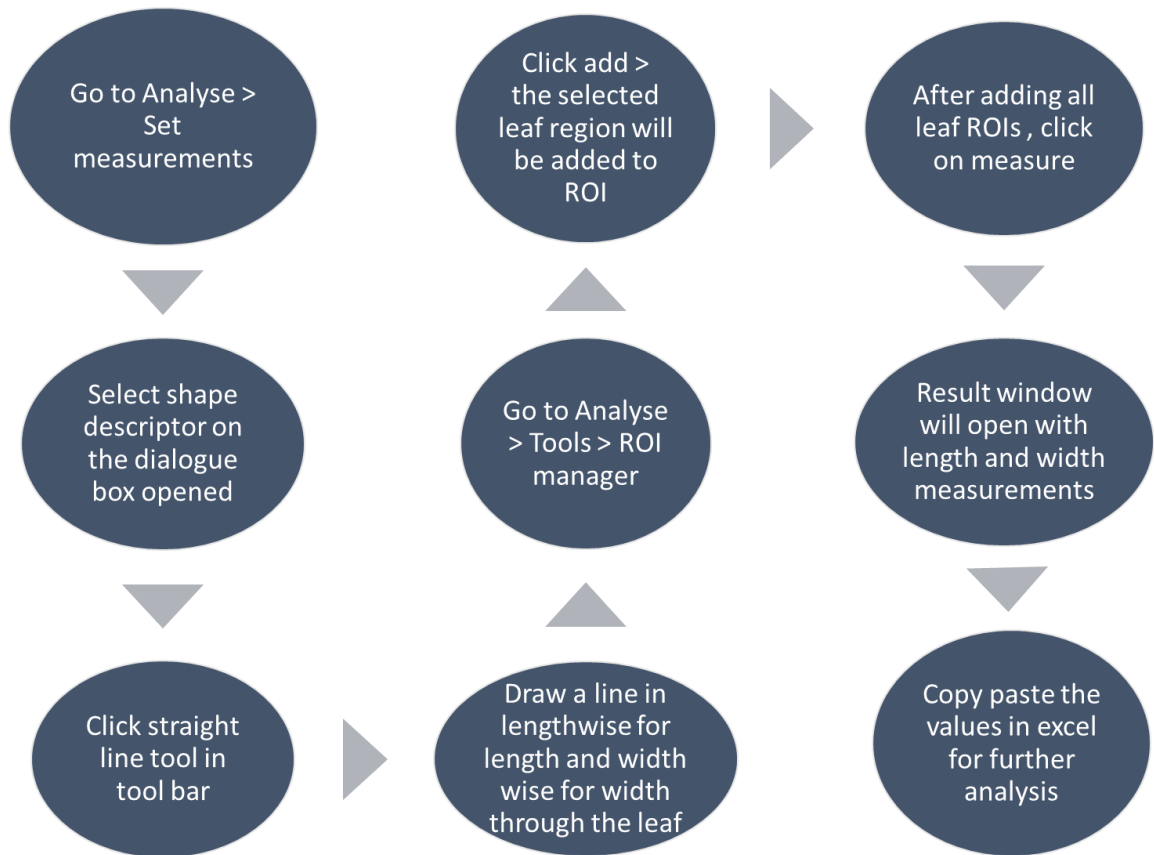 Go to Analyse >
Set
measurements
Select shape
descriptor on
the dialogue
box opened
Click straight
line tool in
tool bar
Draw a line in
lengthwise for
length and width
wise for width
through the leaf
Go to Analyse
> Tools > ROI
manager
Click add >
the selected
leaf region will
be added to
ROI
After adding all
leaf ROIs , click
on measure
Result window
will open with
length and width
measurements
Copy paste the
values in excel
for further
analysis